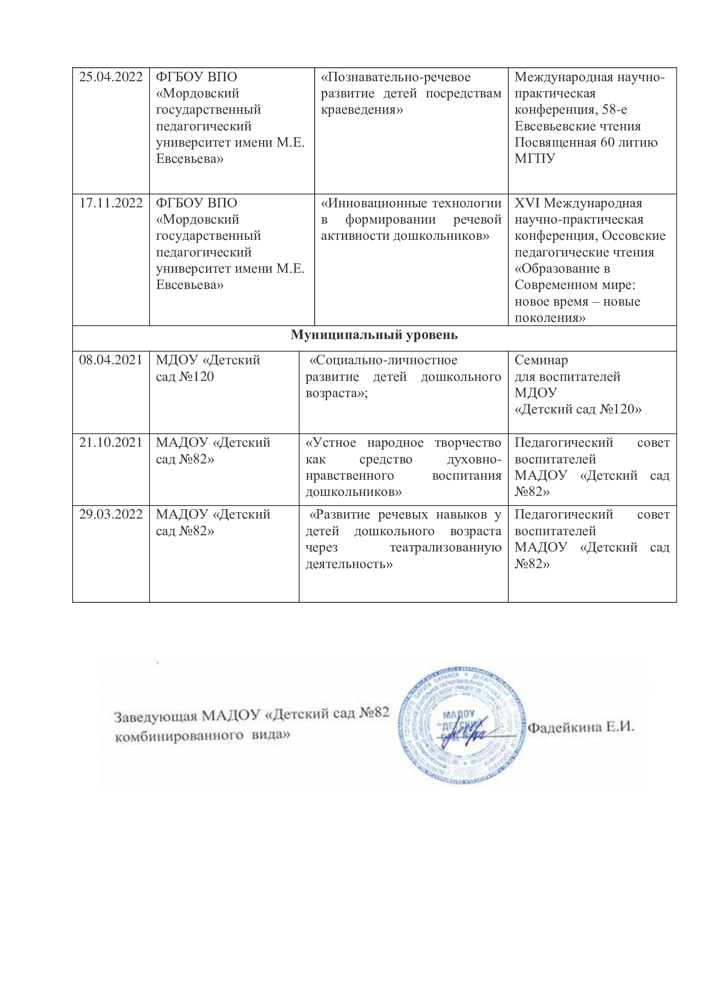 25.04.2022
ФГБОУ ВПО
«Мордовский
государственный
педагогический
университет имени М.Е.
Евсевьева»
«Познавательно-речевое
развитие детей посредствам
краеведения»
Международная научно-
практическая
конференция, 58-е
Евсевьевские чтения
Посвященная 60 литию
МГПУ
17.11.2022
ФГБОУ ВПО
«Мордовский
государственный
педагогический
университет имени М.Е.
Евсевьева»
«Инновационные технологии
в формировании речевой
активности дошкольников»
XVI Международная
научно-практическая
конференция, Оссовские
педагогические чтения
«Образование в
Современном мире:
новое время – новые
поколения»
Муниципальный уровень
08.04.2021
МДОУ «Детский
сад №120
«Социально-личностное
развитие детей дошкольного
возраста»;
Семинар
для воспитателей
МДОУ
«Детский сад №120»
21.10.2021
МАДОУ «Детский
сад №82»
«Устное народное творчество
как средство духовно-
нравственного воспитания
дошкольников»
Педагогический совет
воспитателей
МАДОУ «Детский сад
№82»
29.03.2022
МАДОУ «Детский
сад №82»
«Развитие речевых навыков у
детей дошкольного возраста
через театрализованную
деятельность»
Педагогический совет
воспитателей
МАДОУ «Детский сад
№82»
Заведующая МАДОУ «Детский сад №82
комбинированного вида»
МАДОУ
"ДЕТСКИЙ
Фадейкина Е.И.